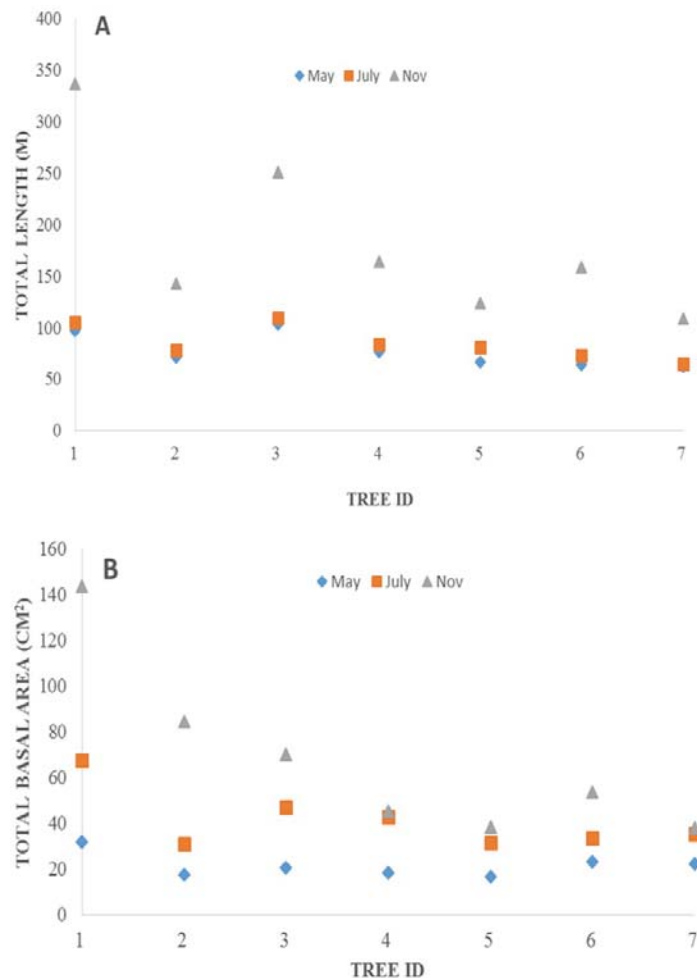 A
400
350
300
250
200
150
100
50
0
TOTAL LENGTH (M)
May July Nov
1 2 3 4 5 6 7
TREE ID
B
160
140
120
100
80
60
40
20
0
TOTAL BASAL AREA (CM²)
May July Nov
1 2 3 4 5 6 7
TREE ID